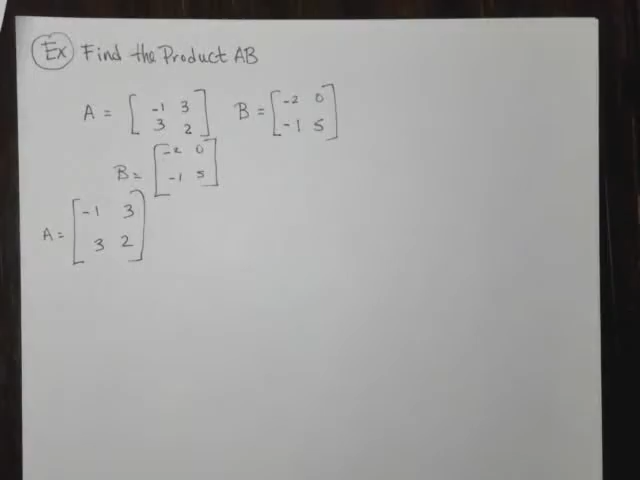 Ex Find the Product AB
A = [ -1 3 B = [ -2 0
3 2 ] -1 5 ]
B = [ -2 0
-1 5 ]
A = [ -1 3
3 2 ]